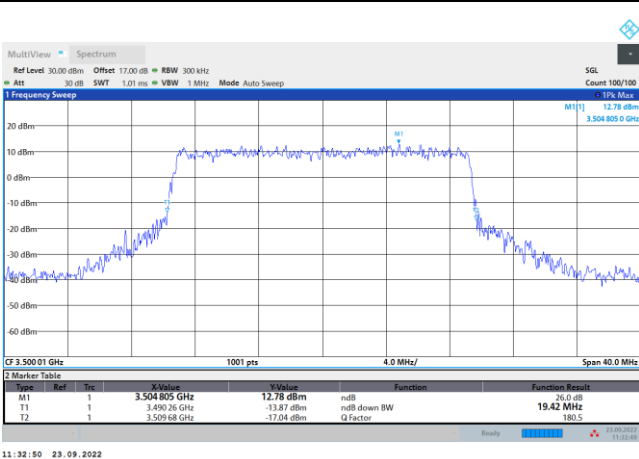 MultiView Spectrum
Ref Level 30.00 dBm Offset 17.00 dB RBW 300 kHz SGL
Att 30 dB SWT 1.01 ms VBW 1 MHz Mode Auto Sweep Count 100/100
1 Frequency Sweep 1Pk Max
M1[1] 12.78 dBm
3.504 805 0 GHz
20 dBm
M1
10 dBm
0 dBm
-10 dBm
-20 dBm
-30 dBm
-40 dBm
-50 dBm
-60 dBm
CF 3.500 01 GHz 1001 pts 4.0 MHz/ Span 40.0 MHz
2 Marker Table
Type Ref Trc X-Value Y-Value Function Function Result
M1 1 3.504 805 GHz 12.78 dBm ndB 26.0 dB
T1 1 3.490 26 GHz -13.87 dBm ndB down BW 19.42 MHz
T2 1 3.509 68 GHz -17.04 dBm Q Factor 180.5
Ready 23.09.2022
11:32:49
11:32:50 23.09.2022